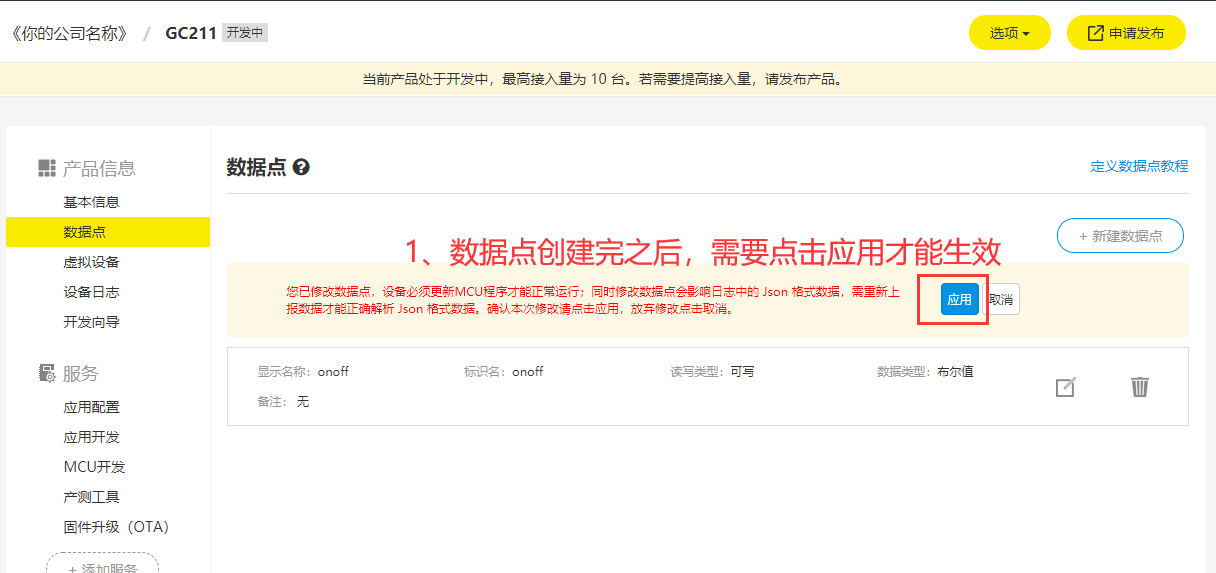 《你的公司名称》 / GC211 开发中 选项 申请发布
当前产品处于开发中，最高接入量为 10 台。若需要提高接入量，请发布产品。
产品信息
基本信息
数据点
虚拟设备
设备日志
开发向导
服务
应用配置
应用开发
MCU开发
产测工具
固件升级（OTA）
+ 添加服务
数据点 ?
定义数据点教程
+ 新建数据点
1、数据点创建完之后，需要点击应用才能生效
您已修改数据点，设备必须更新MCU程序才能正常运行；同时修改数据点会影响日志中的 Json 格式数据，需重新上
报数据才能正确解析 Json 格式数据。确认本次修改请点击应用，放弃修改点击取消。
应用 取消
显示名称：onoff 标识名：onoff 读写类型：可写 数据类型：布尔值
备注： 无